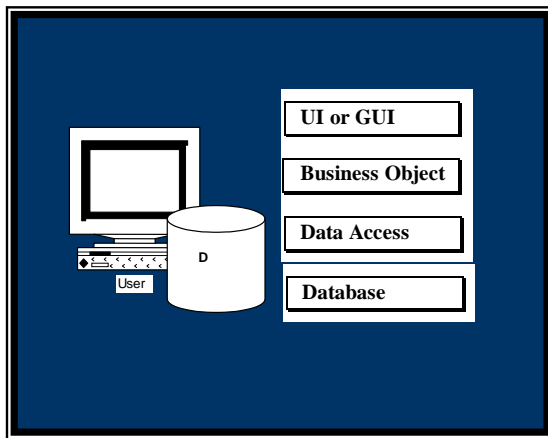 UI or GUI
Business Object
Data Access
Database
D
User